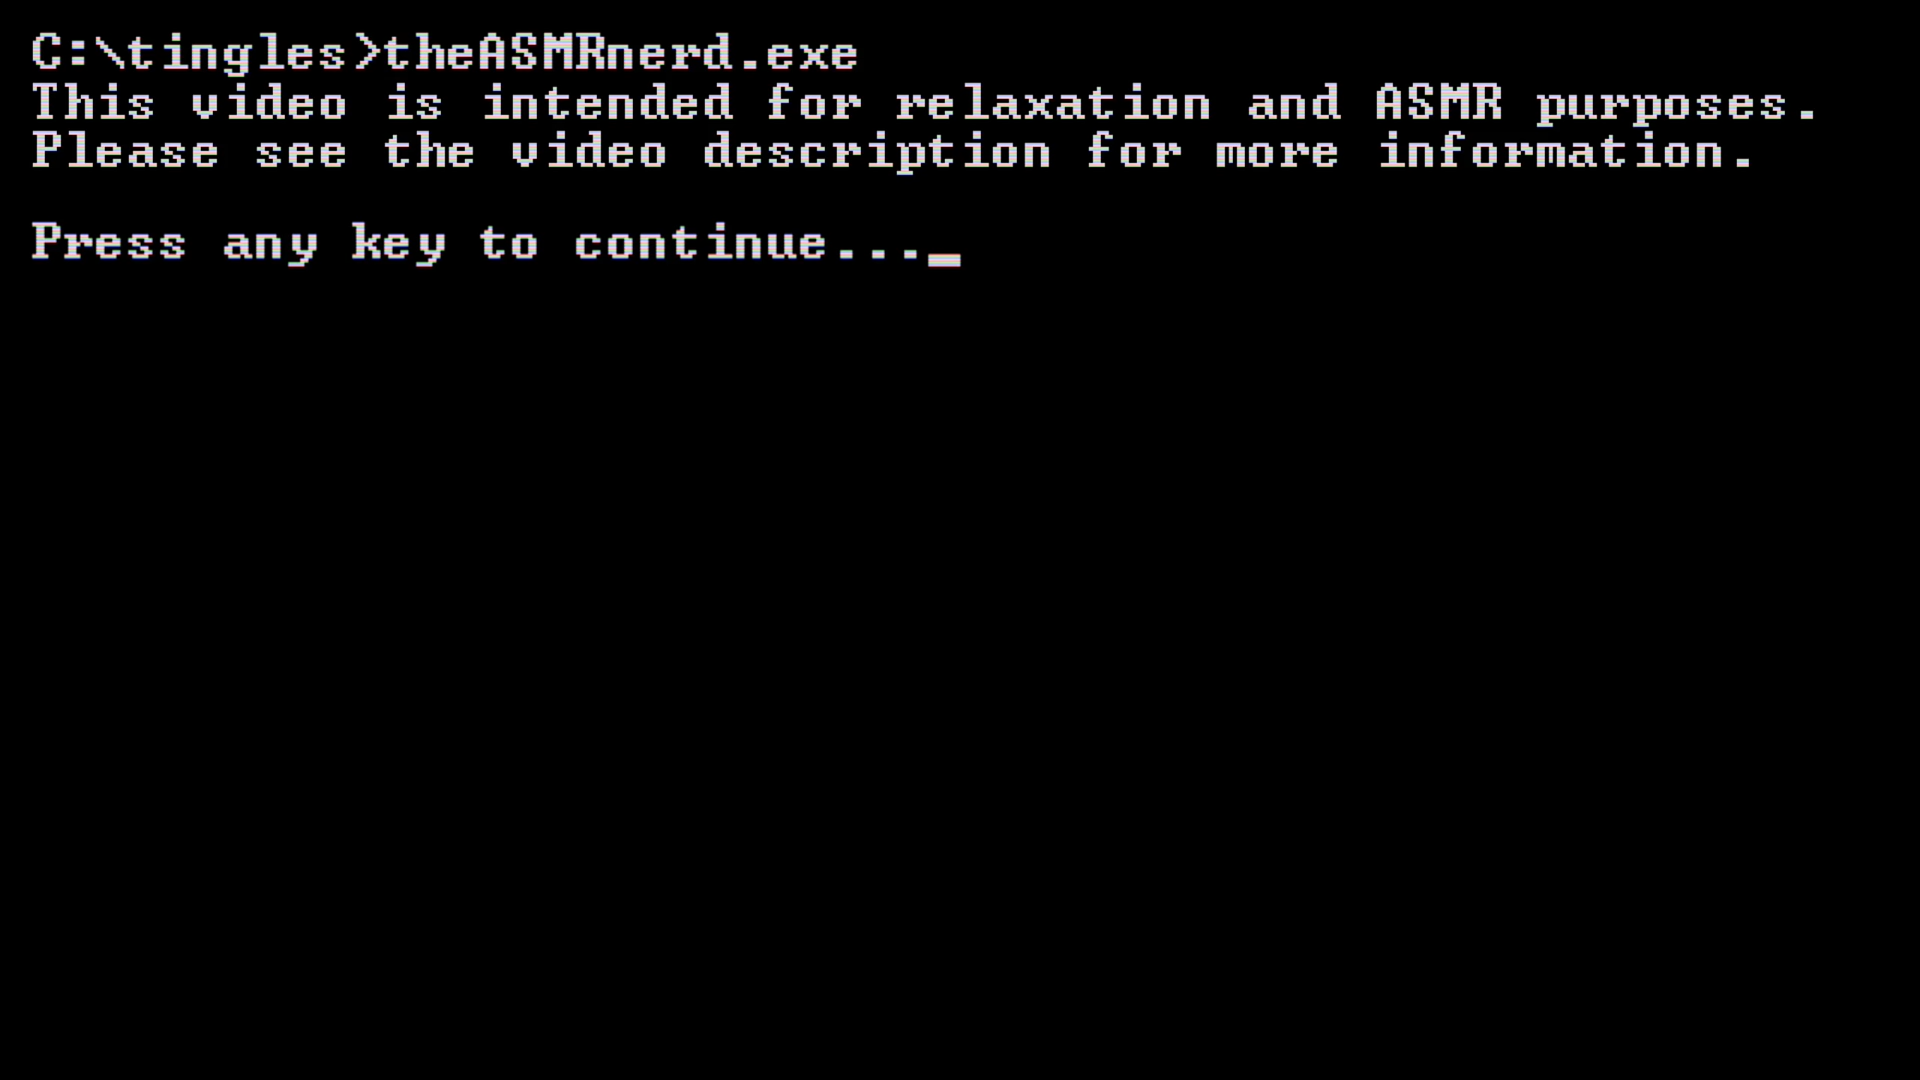 C:\tingles>theASMRnerd.exe
This video is intended for relaxation and ASMR purposes.
Please see the video description for more information.
Press any key to continue..._